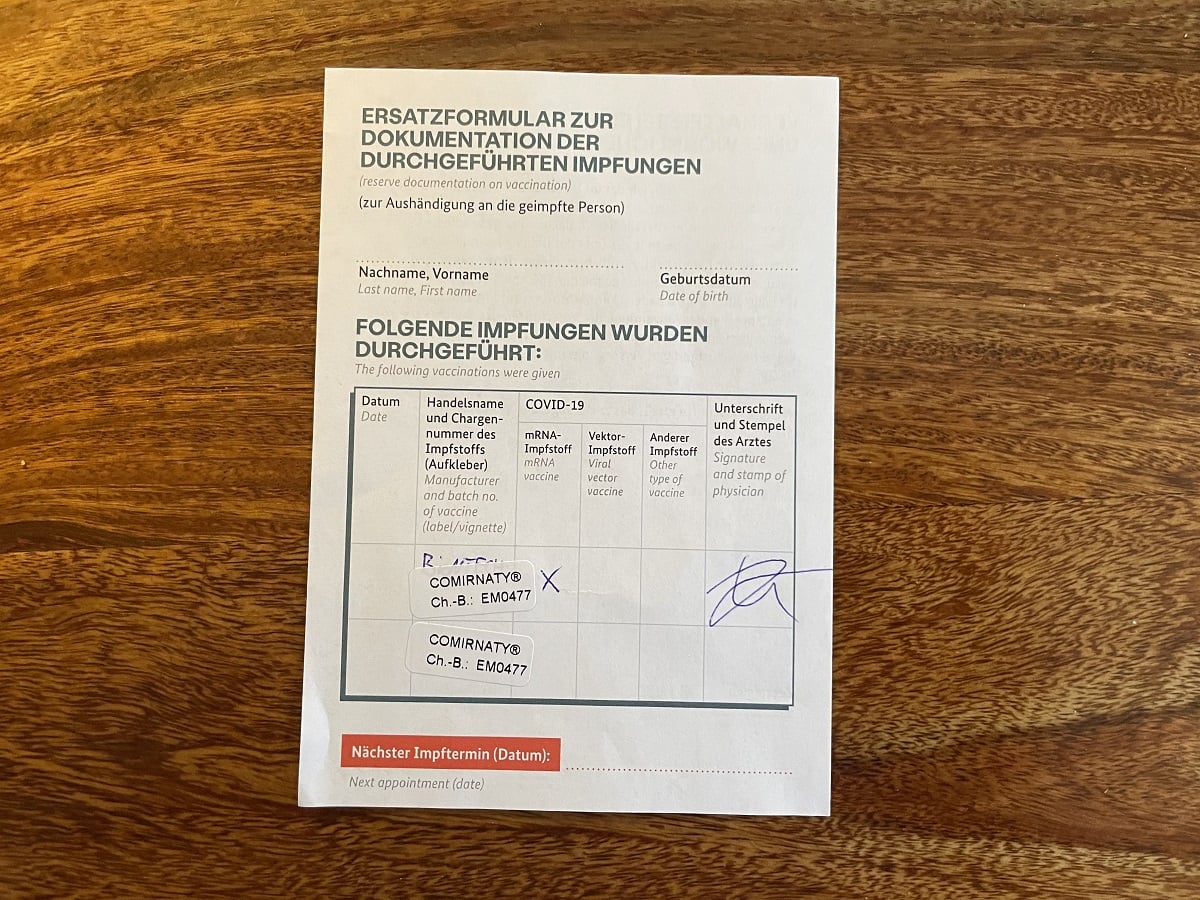 ERSATZFORMULAR ZUR
DOKUMENTATION DER
DURCHGEFÜHRTEN IMPFUNGEN
(reserve documentation on vaccination)
(zur Aushändigung an die geimpfte Person)
Nachname, Vorname
Last name, First name
Geburtsdatum
Date of birth
FOLGENDE IMPFUNGEN WURDEN
DURCHGEFÜHRT:
The following vaccinations were given
Datum
Date
Handelsname
und Chargen-
nummer des
Impfstoffs
(Aufkleber)
Manufacturer
and batch no.
of vaccine
(label/vignette)
COVID-19
mRNA-
Impfstoff
mRNA
vaccine
Vektor-
Impfstoff
Viral
vector
vaccine
Anderer
Impfstoff
Other
type of
vaccine
Unterschrift
und Stempel
des Arztes
Signature
and stamp of
physician
COMIRNATY®
Ch.-B.: EM0477
X
COMIRNATY®
Ch.-B.: EM0477
Nächster Impftermin (Datum):
Next appointment (date)